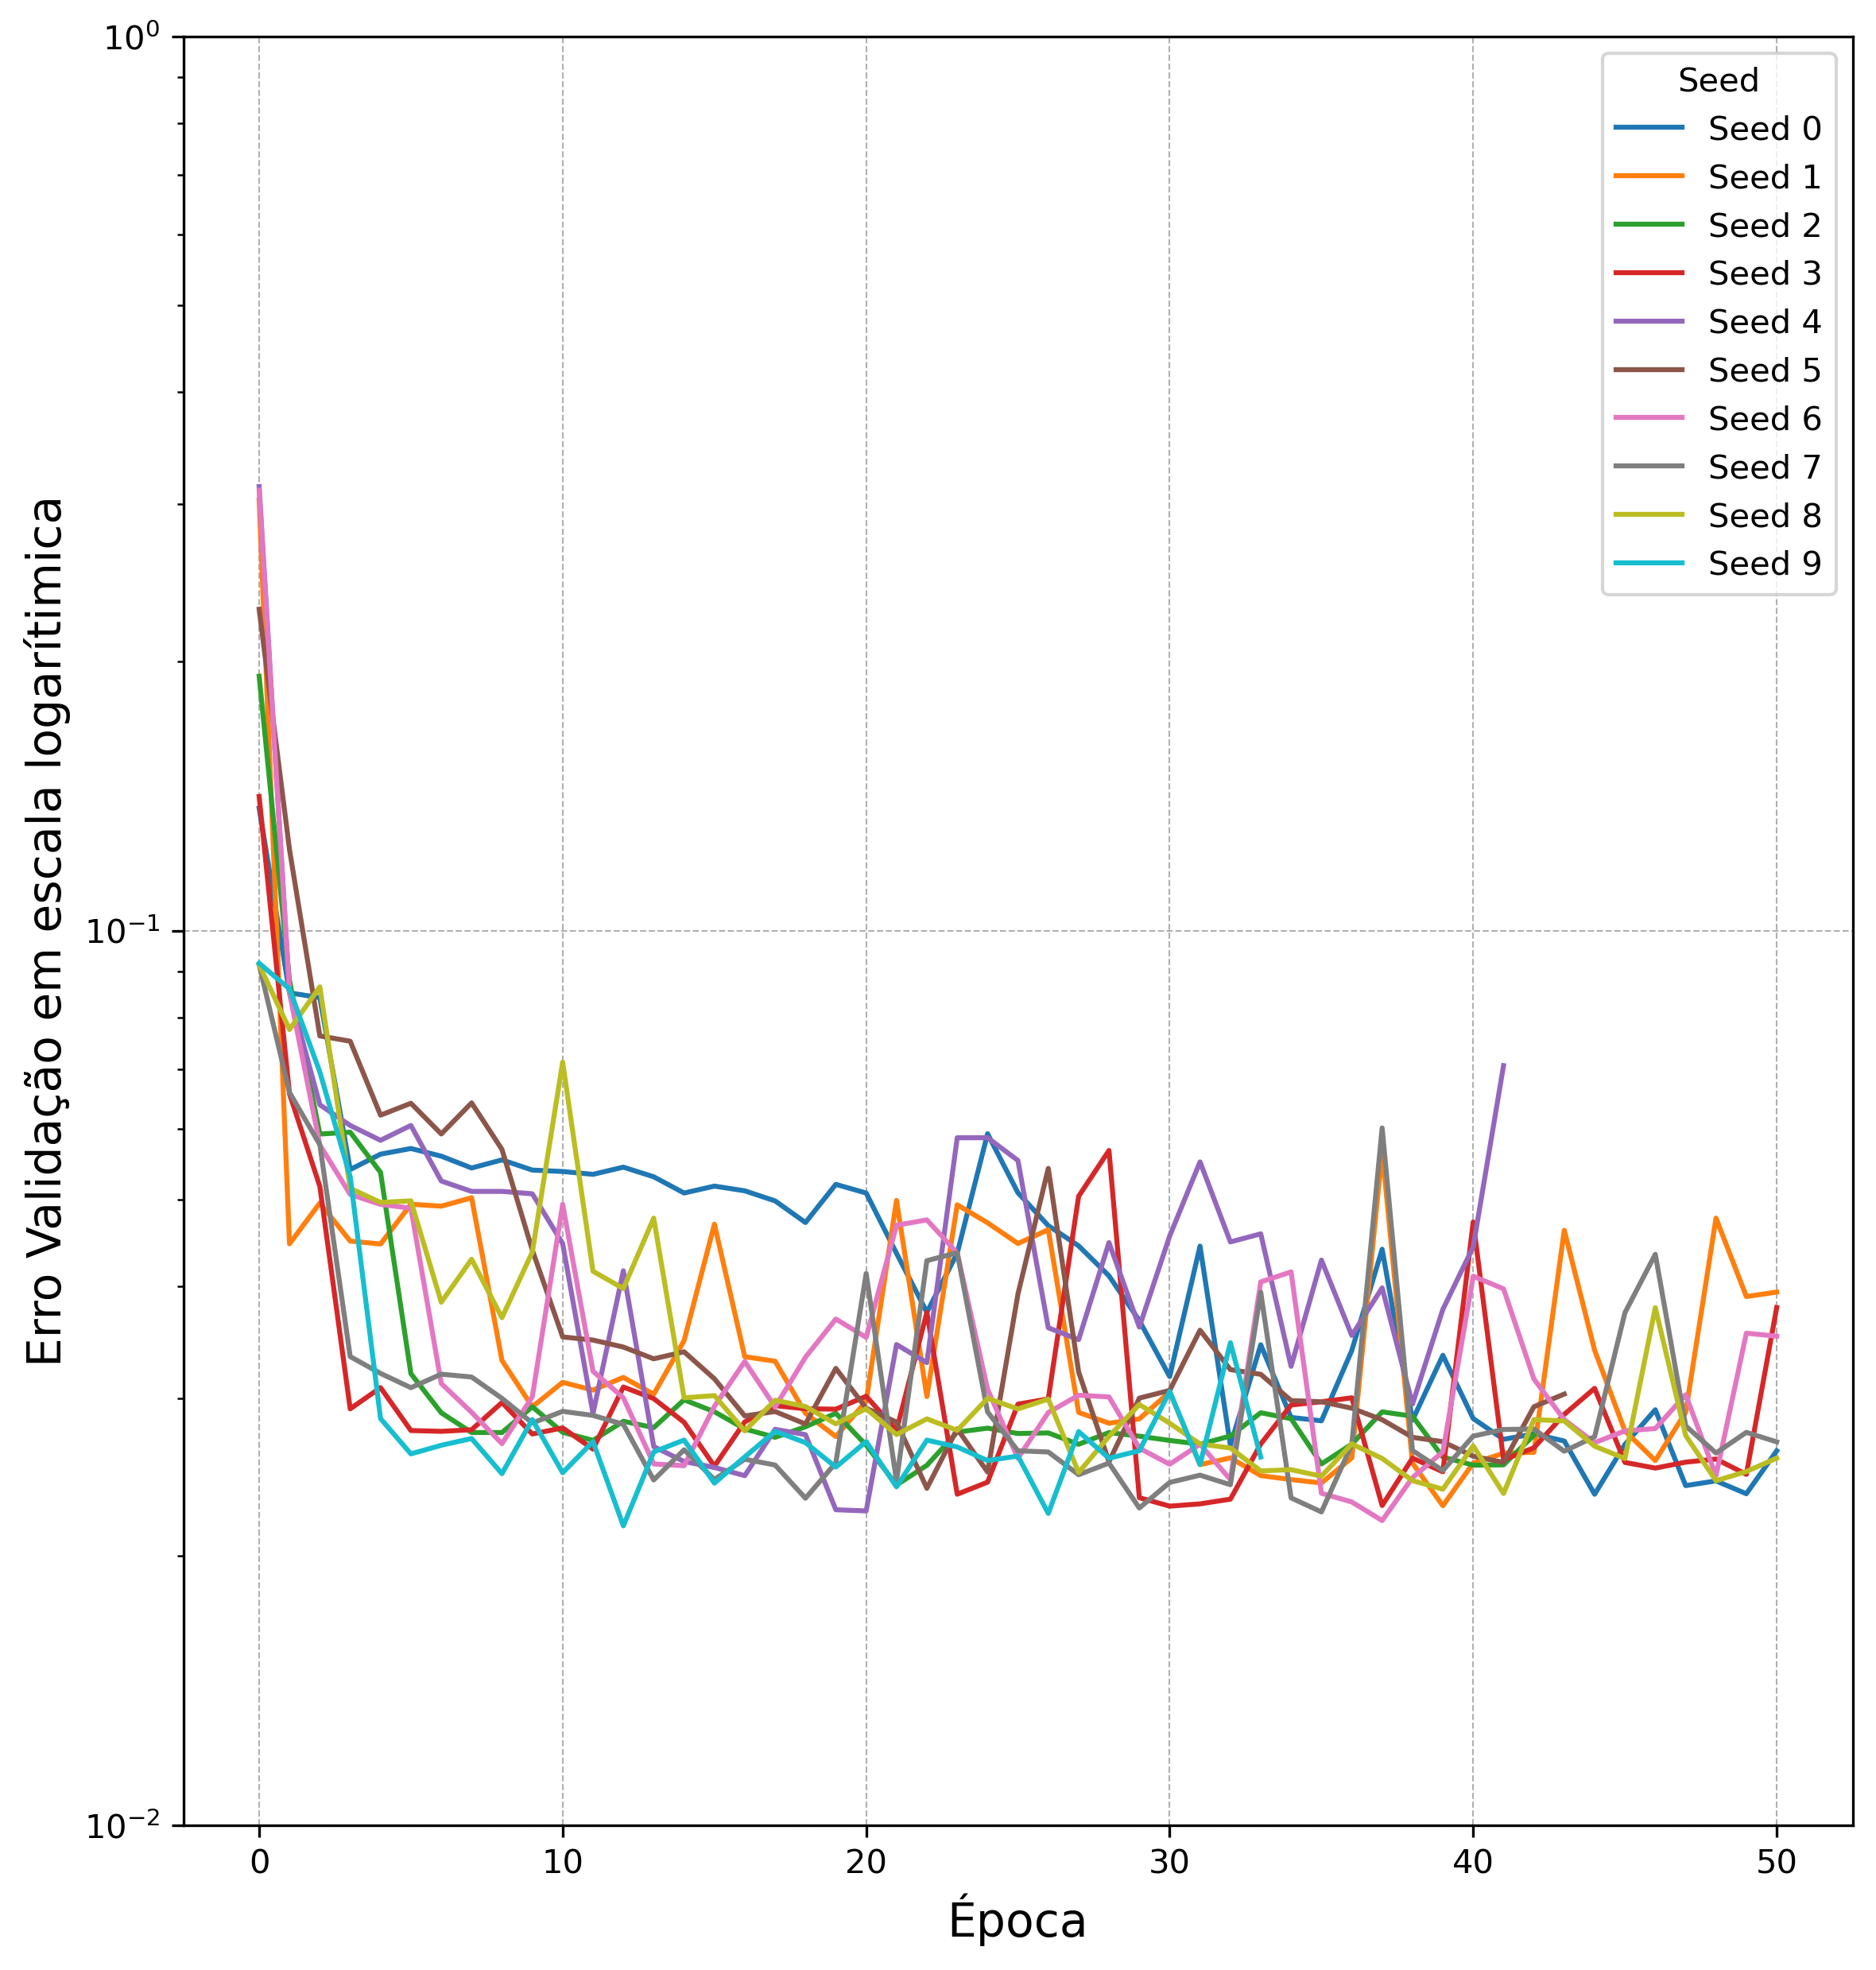 10⁰
10⁻¹
10⁻²
Erro Validação em escala logarítimica
Seed
Seed 0
Seed 1
Seed 2
Seed 3
Seed 4
Seed 5
Seed 6
Seed 7
Seed 8
Seed 9
0 10 20 30 40 50
Época